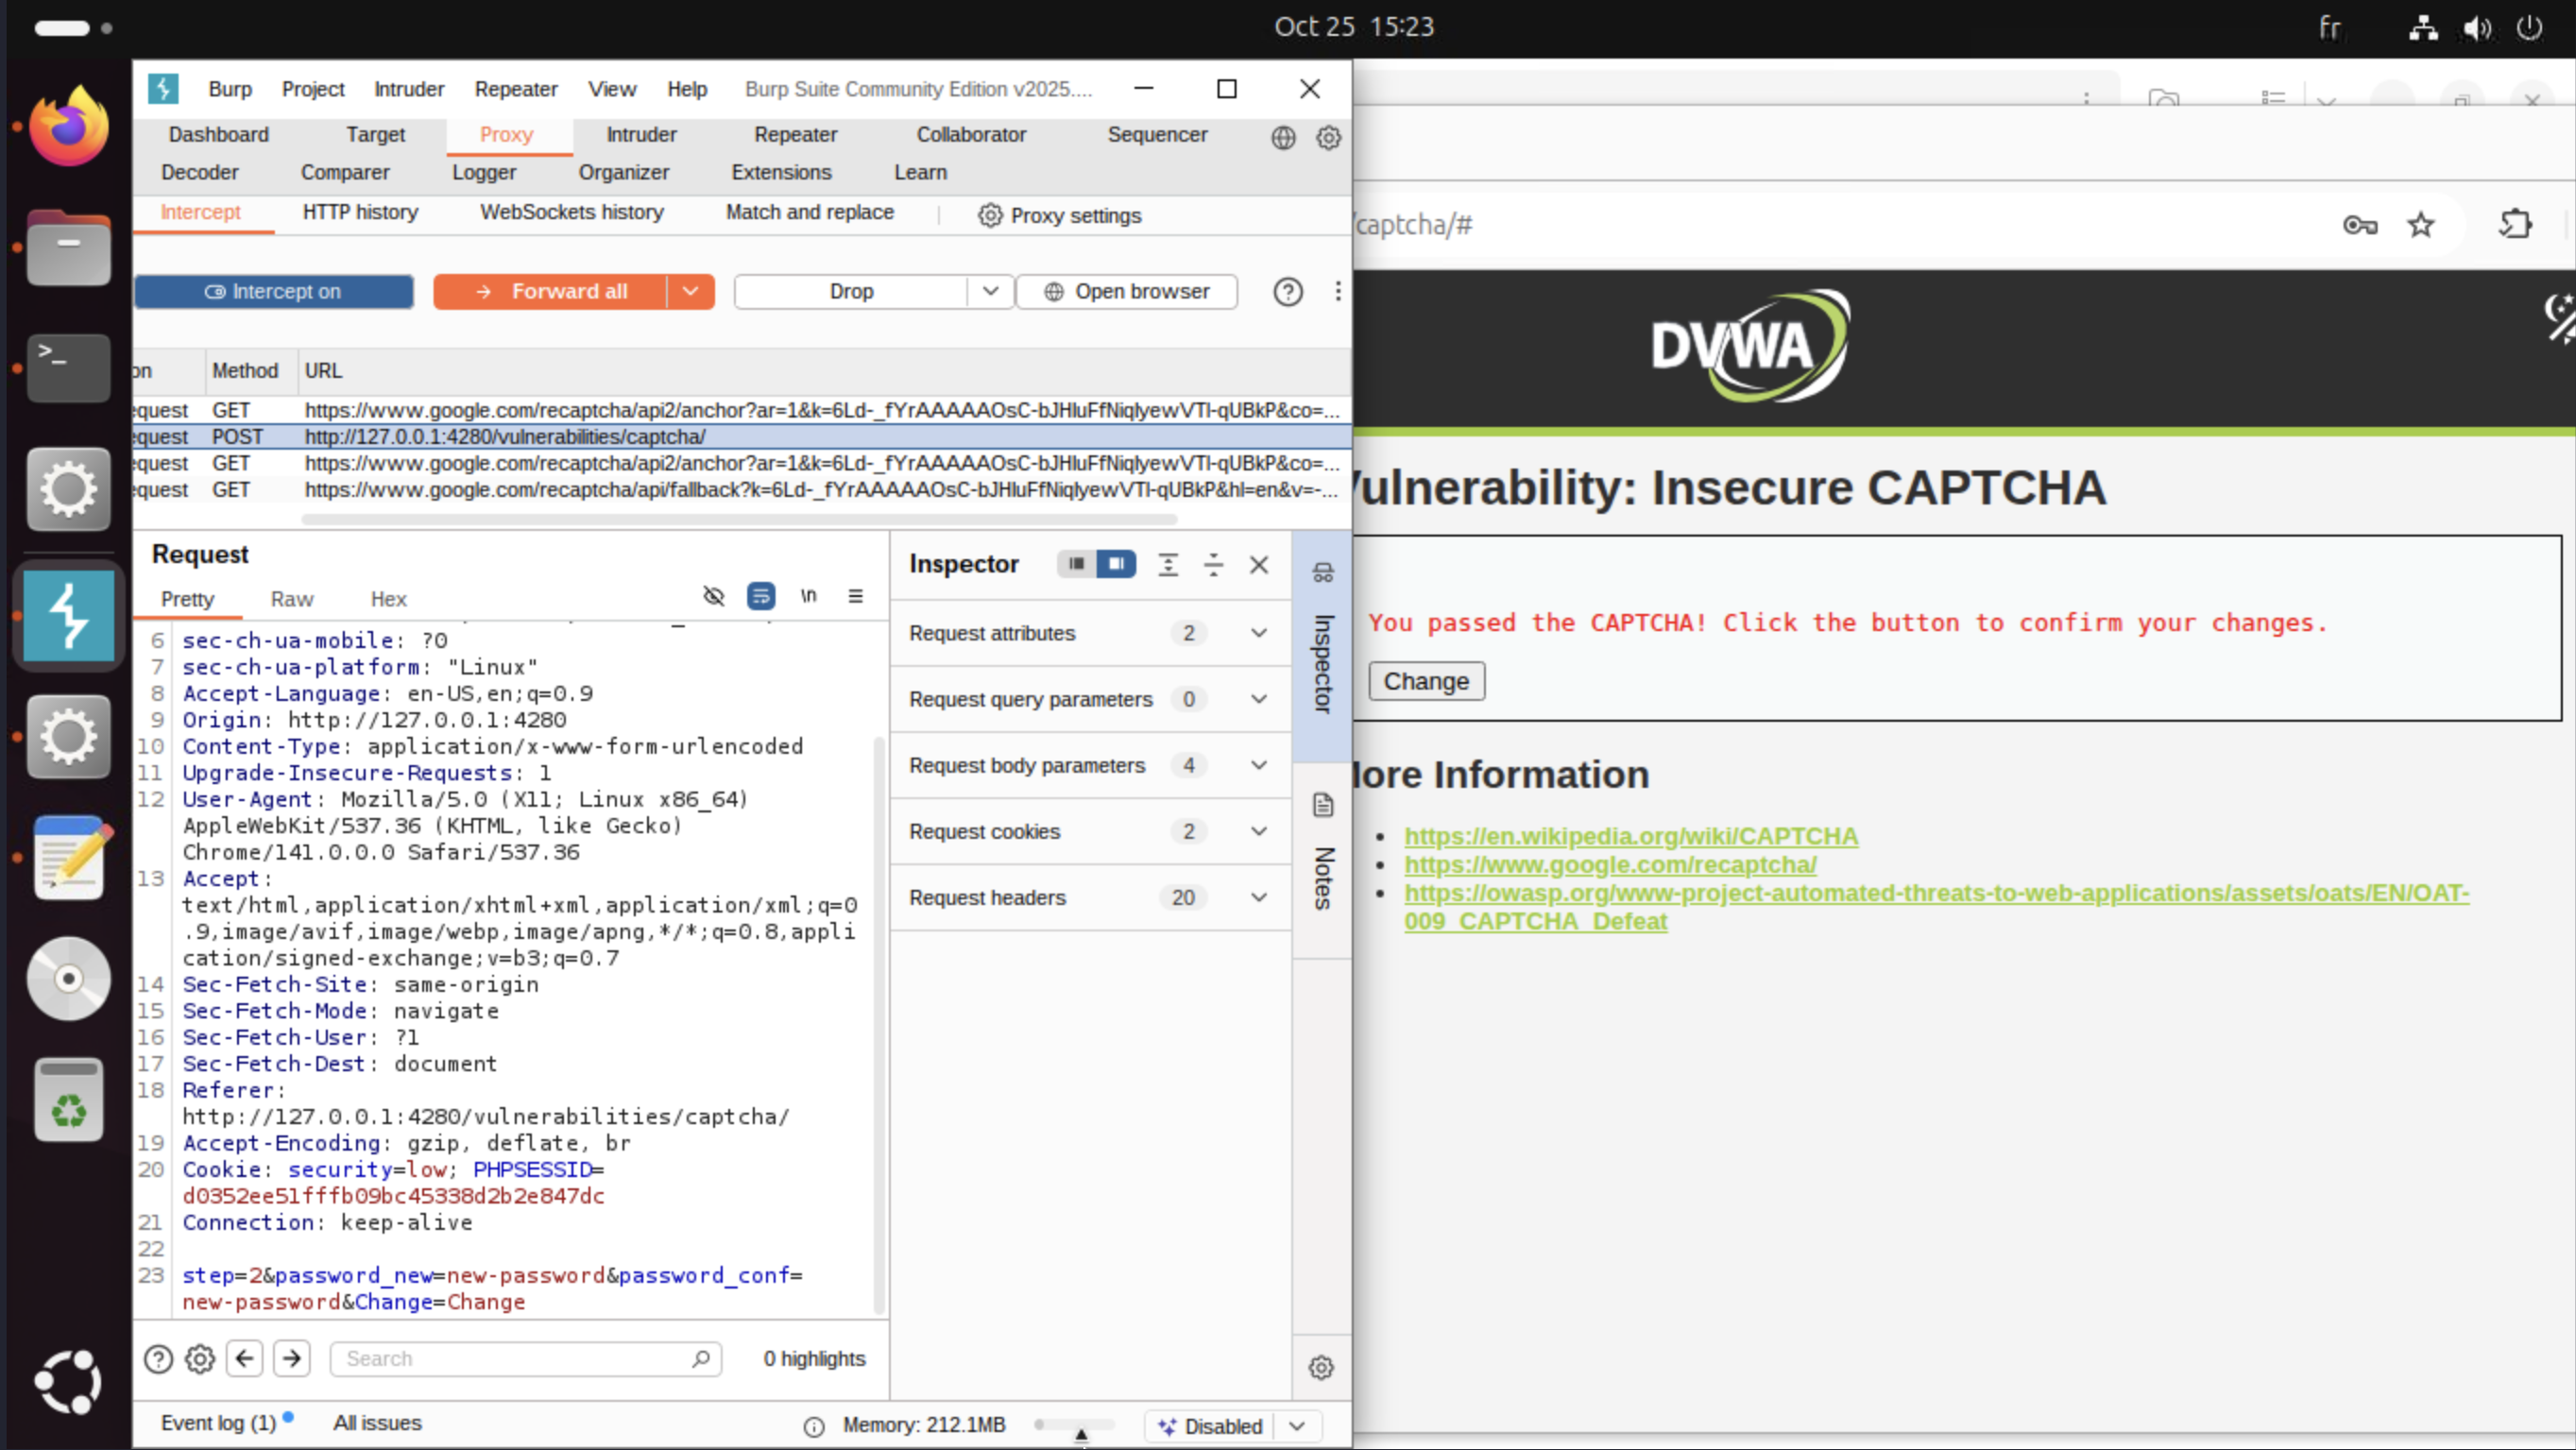 Oct 25 15:23
fr
Burp Project Intruder Repeater View Help Burp Suite Community Edition v2025....
Dashboard Target Proxy Intruder Repeater Collaborator Sequencer
Decoder Comparer Logger Organizer Extensions Learn
Intercept HTTP history WebSockets history Match and replace Proxy settings
Intercept on Forward all Drop Open browser
on Method URL
equest GET https://www.google.com/recaptcha/api2/anchor?ar=1&k=6Ld-_fYrAAAAAOsC-bJHluFfNiqlyewVTl-qUBkP&co=...
equest POST http://127.0.0.1:4280/vulnerabilities/captcha/
equest GET https://www.google.com/recaptcha/api2/anchor?ar=1&k=6Ld-_fYrAAAAAOsC-bJHluFfNiqlyewVTl-qUBkP&co=...
equest GET https://www.google.com/recaptcha/api/fallback?k=6Ld-_fYrAAAAAOsC-bJHluFfNiqlyewVTl-qUBkP&hl=en&v=-...
Request
Pretty Raw Hex \n
6 sec-ch-ua-mobile: ?0
7 sec-ch-ua-platform: "Linux"
8 Accept-Language: en-US,en;q=0.9
9 Origin: http://127.0.0.1:4280
10 Content-Type: application/x-www-form-urlencoded
11 Upgrade-Insecure-Requests: 1
12 User-Agent: Mozilla/5.0 (X11; Linux x86_64)
AppleWebKit/537.36 (KHTML, like Gecko)
Chrome/141.0.0.0 Safari/537.36
13 Accept:
text/html,application/xhtml+xml,application/xml;q=0
.9,image/avif,image/webp,image/apng,*/*;q=0.8,appli
cation/signed-exchange;v=b3;q=0.7
14 Sec-Fetch-Site: same-origin
15 Sec-Fetch-Mode: navigate
16 Sec-Fetch-User: ?1
17 Sec-Fetch-Dest: document
18 Referer:
http://127.0.0.1:4280/vulnerabilities/captcha/
19 Accept-Encoding: gzip, deflate, br
20 Cookie: security=low; PHPSESSID=
d0352ee51fffb09bc45338d2b2e847dc
21 Connection: keep-alive
22
23 step=2&password_new=new-password&password_conf=
new-password&Change=Change
Search 0 highlights
Inspector
Request attributes 2
Request query parameters 0
Request body parameters 4
Request cookies 2
Request headers 20
Inspector
Notes
Event log (1) All issues Memory: 212.1MB Disabled
/captcha/#
DVWA
Vulnerability: Insecure CAPTCHA
You passed the CAPTCHA! Click the button to confirm your changes.
Change
More Information
https://en.wikipedia.org/wiki/CAPTCHA
https://www.google.com/recaptcha/
https://owasp.org/www-project-automated-threats-to-web-applications/assets/oats/EN/OAT-
009_CAPTCHA_Defeat